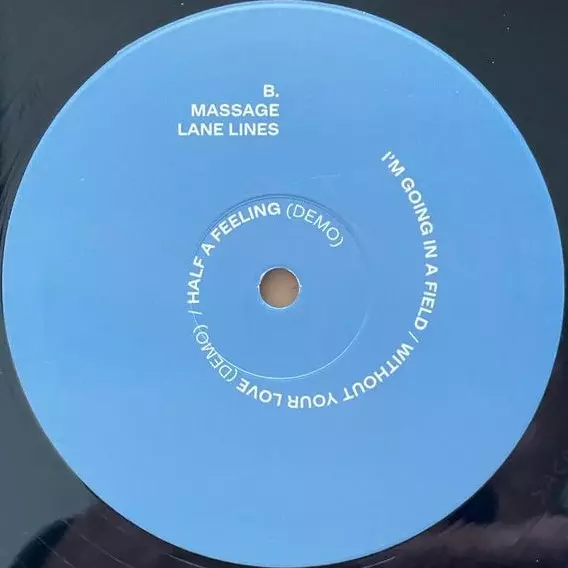 B.
MASSAGE
LANE LINES
I'M GOING IN A FIELD / WITHOUT YOUR LOVE (DEMO) / HALF A FEELING (DEMO)